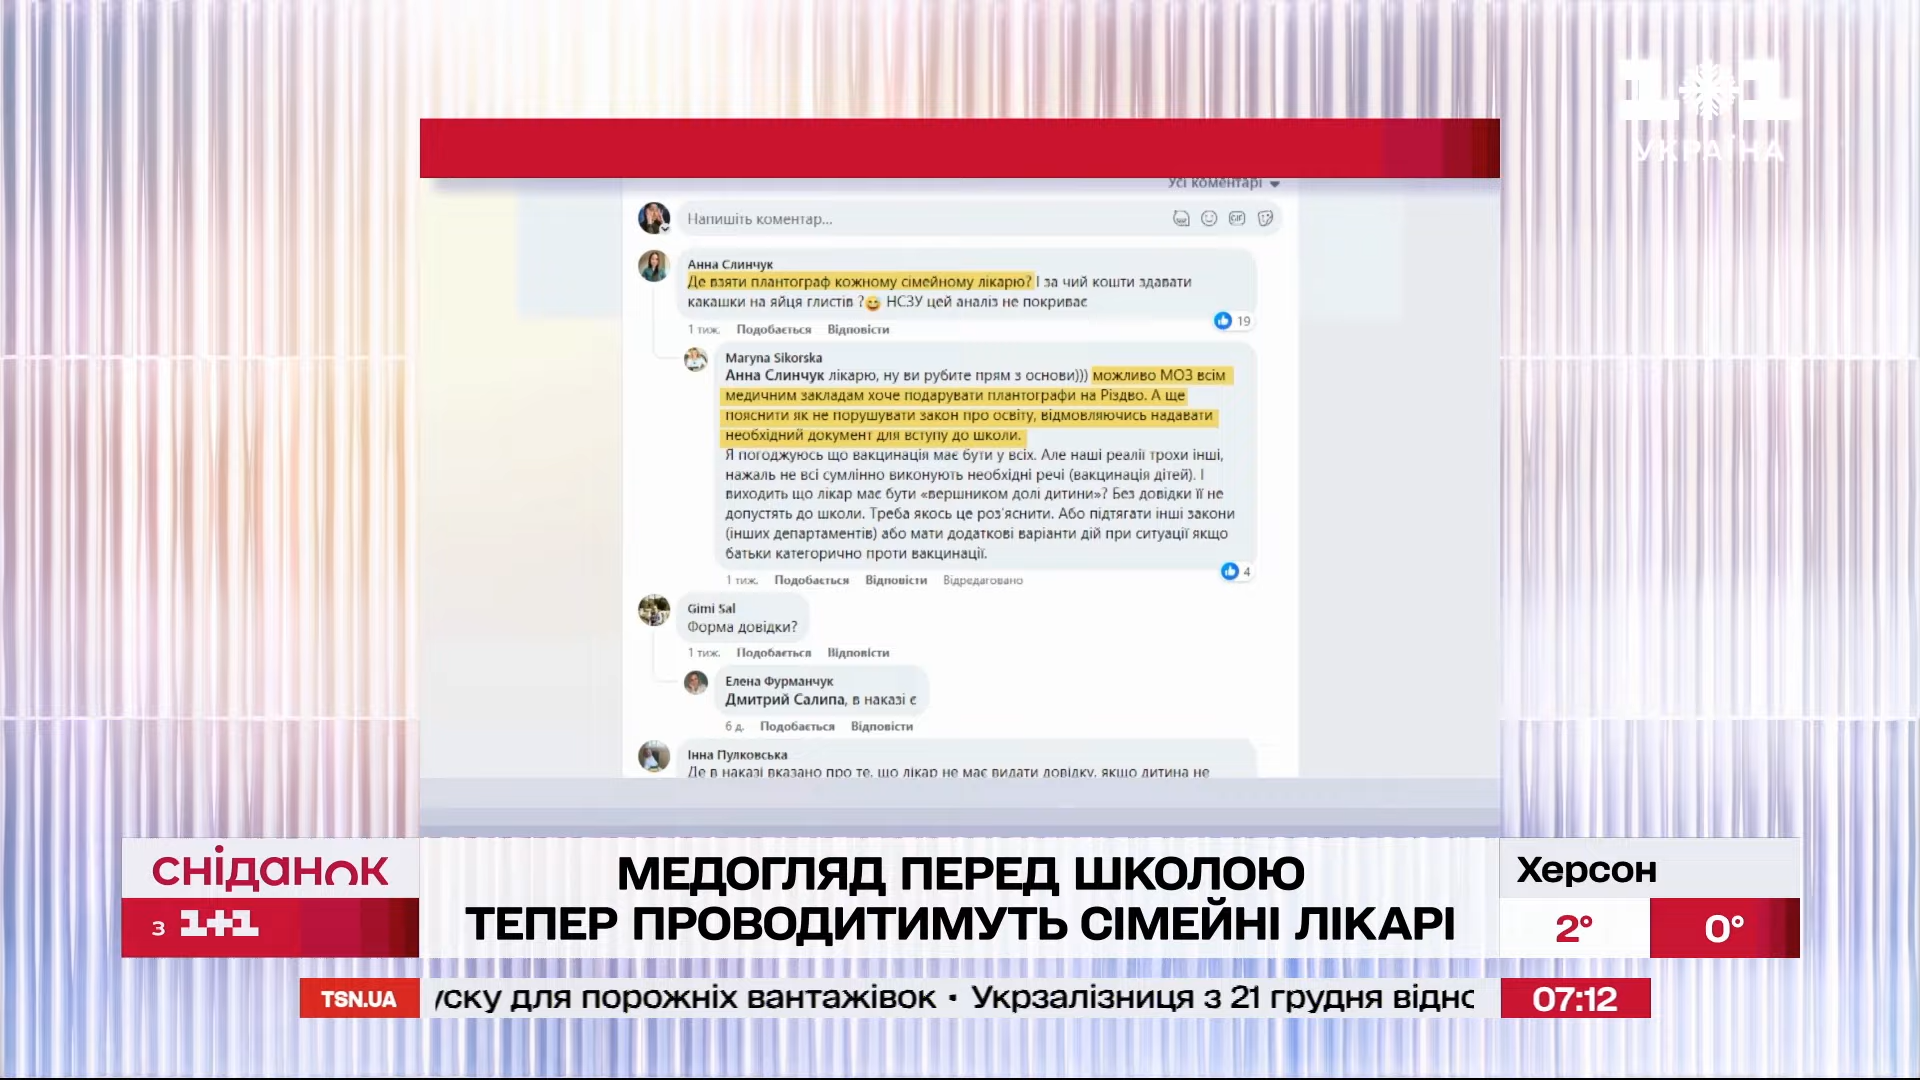 1+1
УКРАЇНА
Усі коментарі
Напишіть коментар...
GIF
Анна Слинчук
Де взяти плантограф кожному сімейному лікарю? І за чий кошти здавати
какашки на яйця глистів ?😄 НСЗУ цей аналіз не покриває
1 тиж. Подобається Відповісти
19
Maryna Sikorska
Анна Слинчук лікарю, ну ви рубите прям з основи))) можливо МОЗ всім
медичним закладам хоче подарувати плантографи на Різдво. А ще
пояснити як не порушувати закон про освіту, відмовляючись надавати
необхідний документ для вступу до школи.
Я погоджуюсь що вакцинація має бути у всіх. Але наші реалії трохи інші,
нажаль не всі сумлінно виконують необхідні речі (вакцинація дітей). І
виходить що лікар має бути «вершником долі дитини»? Без довідки її не
допустять до школи. Треба якось це роз'яснити. Або підтягати інші закони
(інших департаментів) або мати додаткові варіанти дій при ситуації якщо
батьки категорично проти вакцинації.
1 тиж. Подобається Відповісти Відредаговано
4
Gimi Sal
Форма довідки?
1 тиж. Подобається Відповісти
Елена Фурманчук
Дмитрий Салипа, в наказі є
6 д. Подобається Відповісти
Інна Пулковська
Де в наказі вказано про те, що лікар не має видати довідку, якщо дитина не
СНІДАНОК
з 1+1
МЕДОГЛЯД ПЕРЕД ШКОЛОЮ
ТЕПЕР ПРОВОДИТИМУТЬ СІМЕЙНІ ЛІКАРІ
Херсон
2° 0°
TSN.UA
уску для порожніх вантажівок • Укрзалізниця з 21 грудня відно
07:12